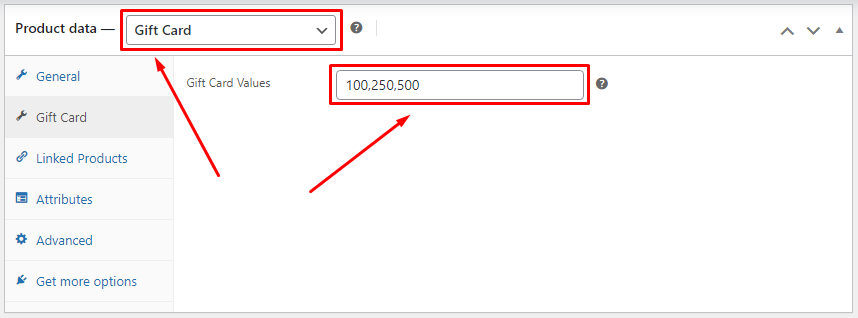 Product data — Gift Card
General
Gift Card Values 100,250,500
Gift Card
Linked Products
Attributes
Advanced
Get more options